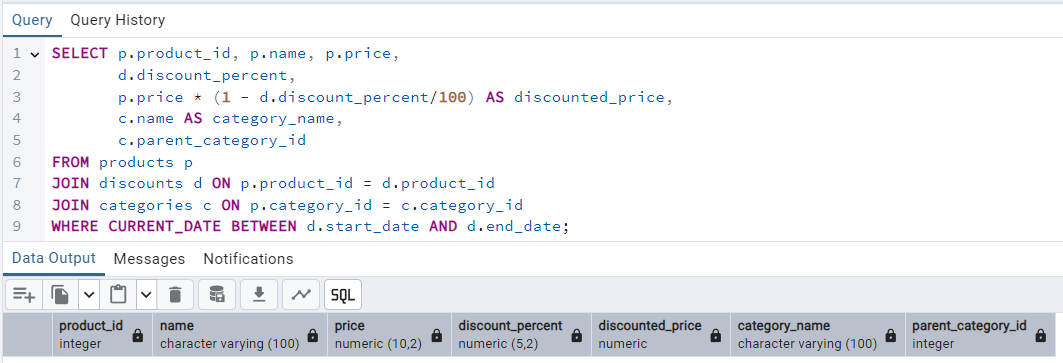 Query Query History
1 SELECT p.product_id, p.name, p.price,
2 d.discount_percent,
3 p.price * (1 - d.discount_percent/100) AS discounted_price,
4 c.name AS category_name,
5 c.parent_category_id
6 FROM products p
7 JOIN discounts d ON p.product_id = d.product_id
8 JOIN categories c ON p.category_id = c.category_id
9 WHERE CURRENT_DATE BETWEEN d.start_date AND d.end_date;
Data Output Messages Notifications
SQL
product_id name price discount_percent discounted_price category_name parent_category_id
integer character varying (100) numeric (10,2) numeric (5,2) numeric character varying (100) integer